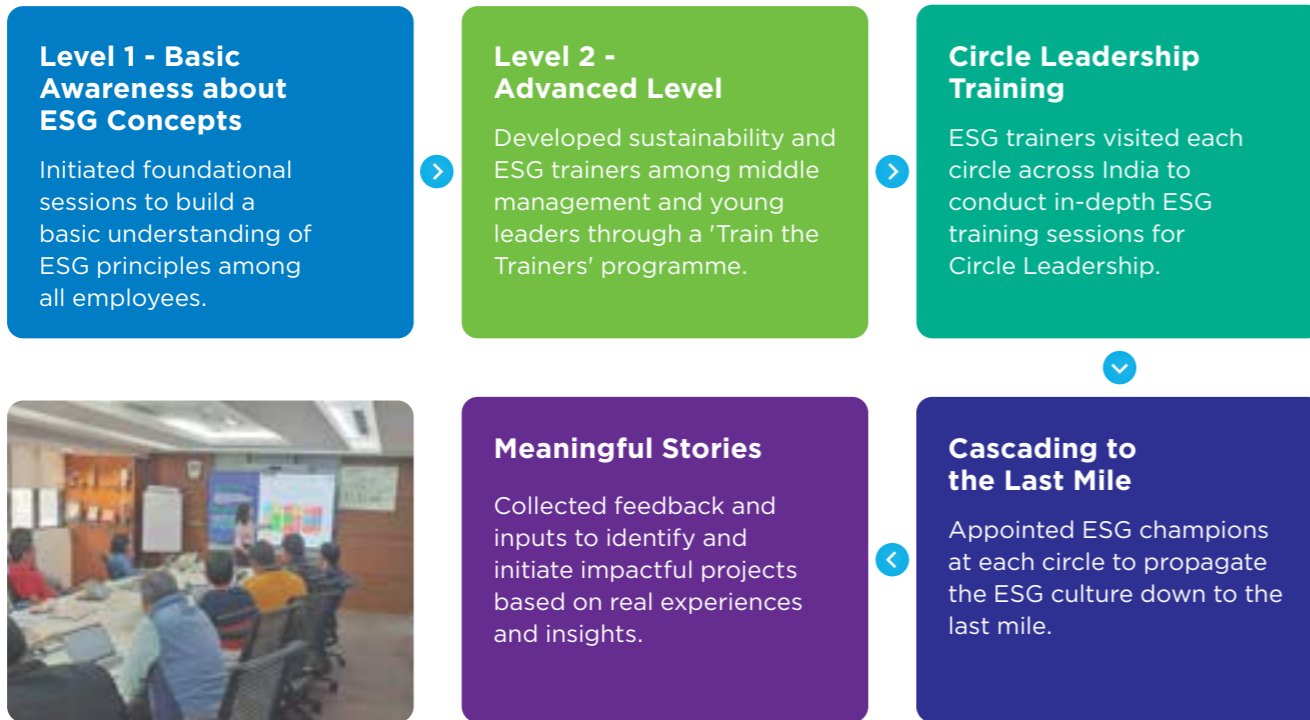 Level 1 - Basic
Awareness about
ESG Concepts
Initiated foundational
sessions to build a
basic understanding of
ESG principles among
all employees.
Level 2 -
Advanced Level
Developed sustainability and
ESG trainers among middle
management and young
leaders through a 'Train the
Trainers' programme.
Circle Leadership
Training
ESG trainers visited each
circle across India to
conduct in-depth ESG
training sessions for
Circle Leadership.
Cascading to
the Last Mile
Appointed ESG champions
at each circle to propagate
the ESG culture down to the
last mile.
Meaningful Stories
Collected feedback and
inputs to identify and
initiate impactful projects
based on real experiences
and insights.